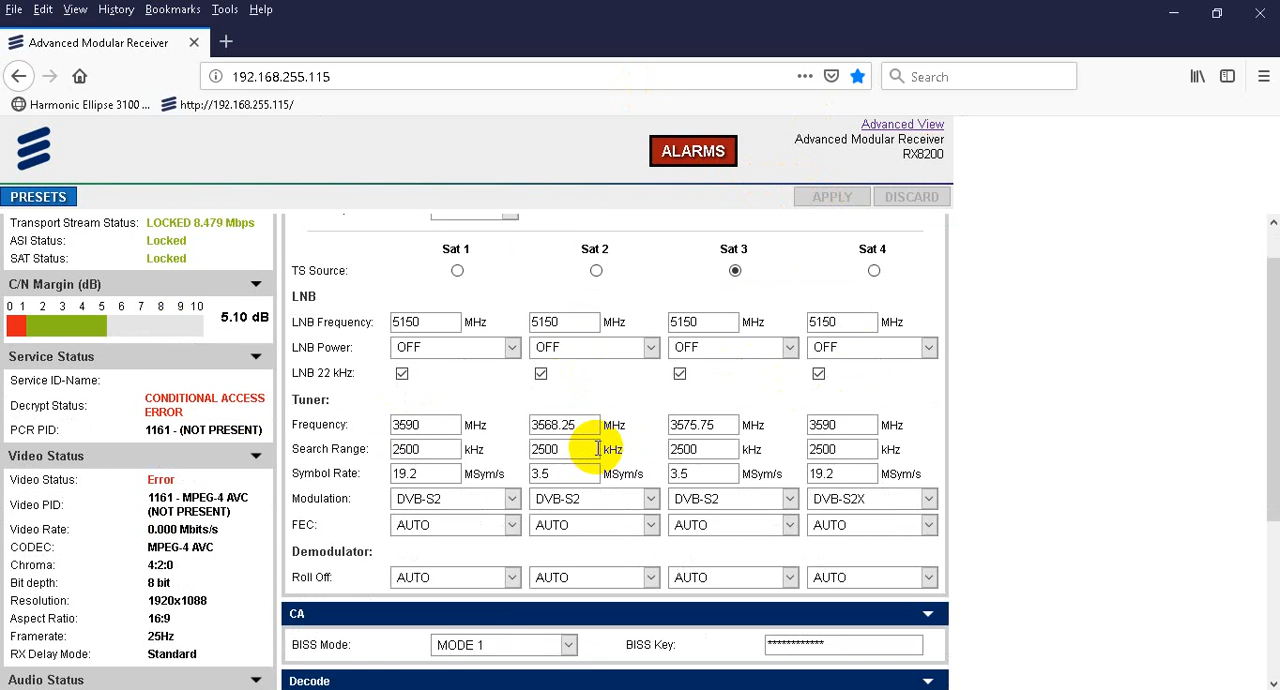 File Edit View History Bookmarks Tools Help
Advanced Modular Receiver
192.168.255.115
Search
Harmonic Ellipse 3100 ... http://192.168.255.115/
Advanced View
Advanced Modular Receiver
RX8200
ALARMS
PRESETS
APPLY DISCARD
Transport Stream Status: LOCKED 8.479 Mbps
ASI Status: Locked
SAT Status: Locked
C/N Margin (dB)
0 1 2 3 4 5 6 7 8 9 10
5.10 dB
Service Status
Service ID-Name:
Decrypt Status: CONDITIONAL ACCESS ERROR
PCR PID: 1161 - (NOT PRESENT)
Video Status
Video Status: Error
Video PID: 1161 - MPEG-4 AVC (NOT PRESENT)
Video Rate: 0.000 Mbits/s
CODEC: MPEG-4 AVC
Chroma: 4:2:0
Bit depth: 8 bit
Resolution: 1920x1088
Aspect Ratio: 16:9
Framerate: 25Hz
RX Delay Mode: Standard
Audio Status
Sat 1 Sat 2 Sat 3 Sat 4
TS Source:
LNB
LNB Frequency: 5150 MHz 5150 MHz 5150 MHz 5150 MHz
LNB Power: OFF OFF OFF OFF
LNB 22 kHz:
Tuner:
Frequency: 3590 MHz 3568.25 MHz 3575.75 MHz 3590 MHz
Search Range: 2500 kHz 2500 kHz 2500 kHz 2500 kHz
Symbol Rate: 19.2 MSym/s 3.5 MSym/s 3.5 MSym/s 19.2 MSym/s
Modulation: DVB-S2 DVB-S2 DVB-S2 DVB-S2X
FEC: AUTO AUTO AUTO AUTO
Demodulator:
Roll Off: AUTO AUTO AUTO AUTO
CA
BISS Mode: MODE 1 BISS Key: ************
Decode